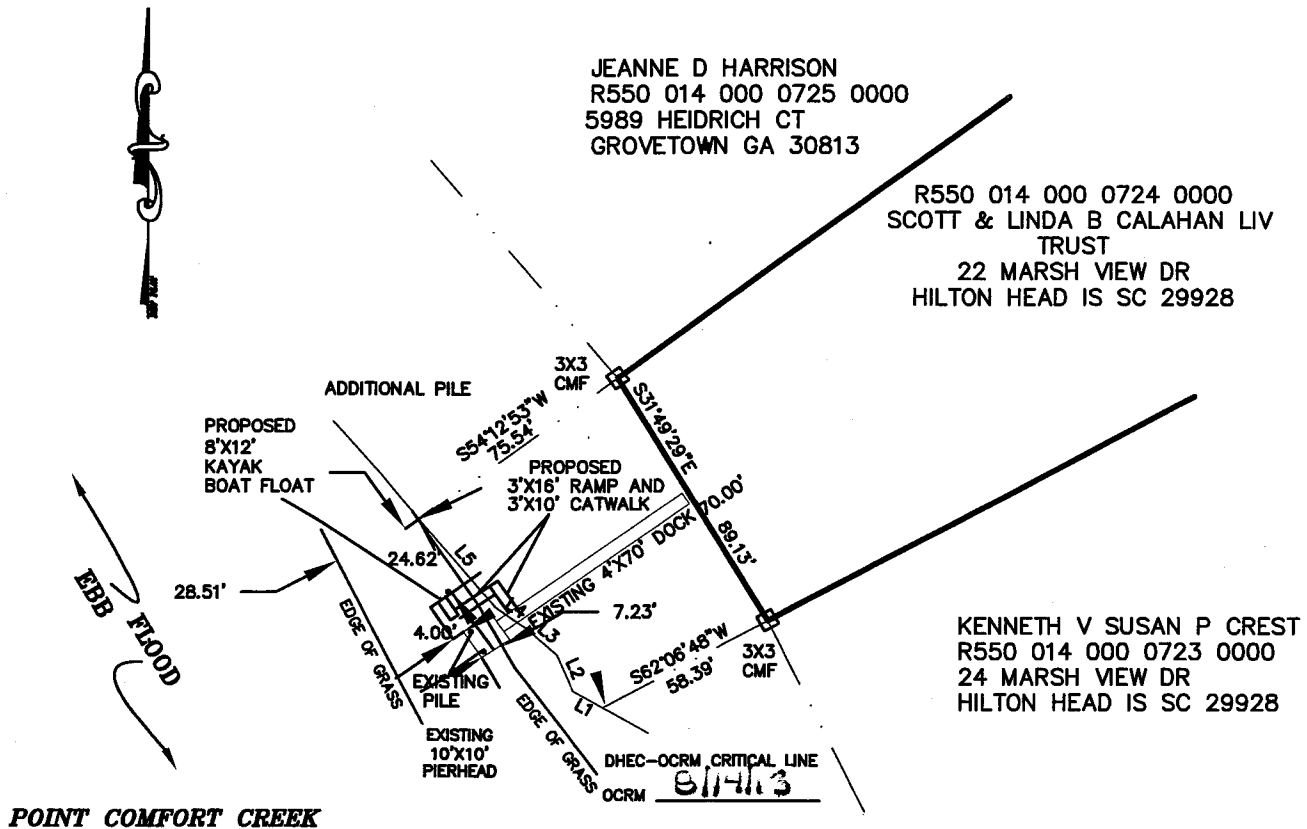 JEANNE D HARRISON
R550 014 000 0725 0000
5989 HEIDRICH CT
GROVETOWN GA 30813
R550 014 000 0724 0000
SCOTT & LINDA B CALAHAN LIV
TRUST
22 MARSH VIEW DR
HILTON HEAD IS SC 29928
3X3
CMF
ADDITIONAL PILE
S54°12'53"W
75.54'
S31°49'29"E
89.13'
PROPOSED
8'X12'
KAYAK
BOAT FLOAT
PROPOSED
3'X16' RAMP AND
3'X10' CATWALK
EXISTING 4'X70' DOCK 70.00'
L5
24.62'
28.51'
L4
7.23'
L3
4.00'
EBB FLOOD
EDGE OF GRASS
EXISTING
PILE
L2
L1
S62°06'48"W
58.39'
3X3
CMF
KENNETH V SUSAN P CREST
R550 014 000 0723 0000
24 MARSH VIEW DR
HILTON HEAD IS SC 29928
EXISTING
10'X10'
PIERHEAD
EDGE OF GRASS
DHEC-OCRM CRITICAL LINE
OCRM 8/14/13
POINT COMFORT CREEK